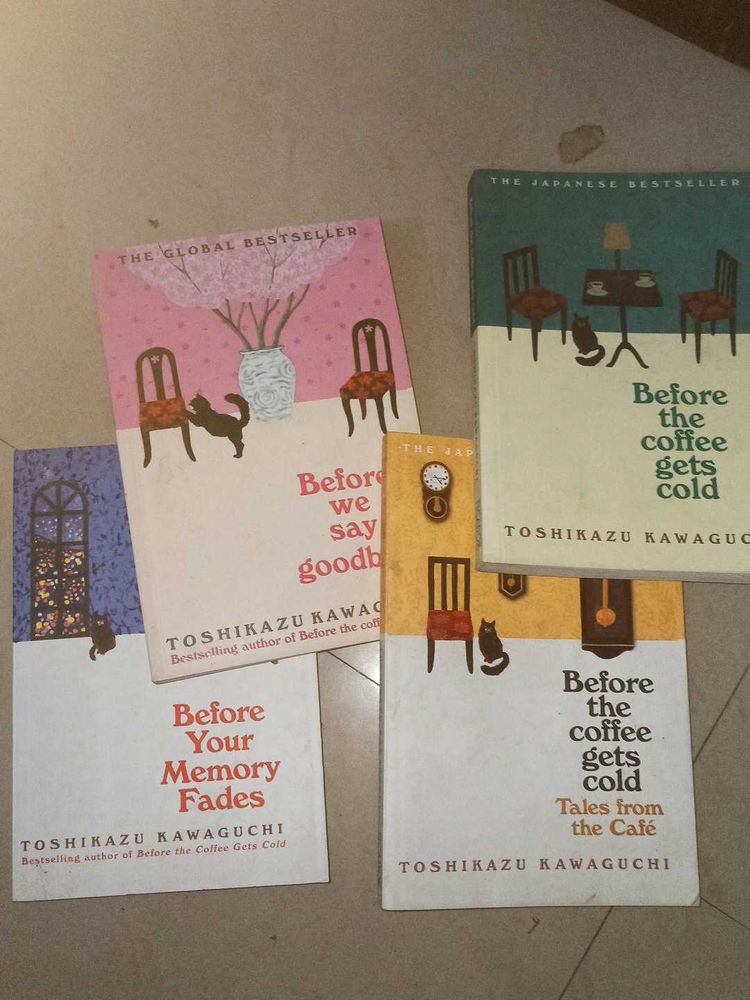 THE JAPANESE BESTSELLER
Before
the
coffee
gets
cold
TOSHIKAZU KAWAGUC
THE GLOBAL BESTSELLER
Before
we
say
goodb
TOSHIKAZU KAWAG
Bestselling author of Before the coffe
THE JAP
Before
the
coffee
gets
cold
Tales from
the Café
TOSHIKAZU KAWAGUCHI
Before
Your
Memory
Fades
TOSHIKAZU KAWAGUCHI
Bestselling author of Before the Coffee Gets Cold